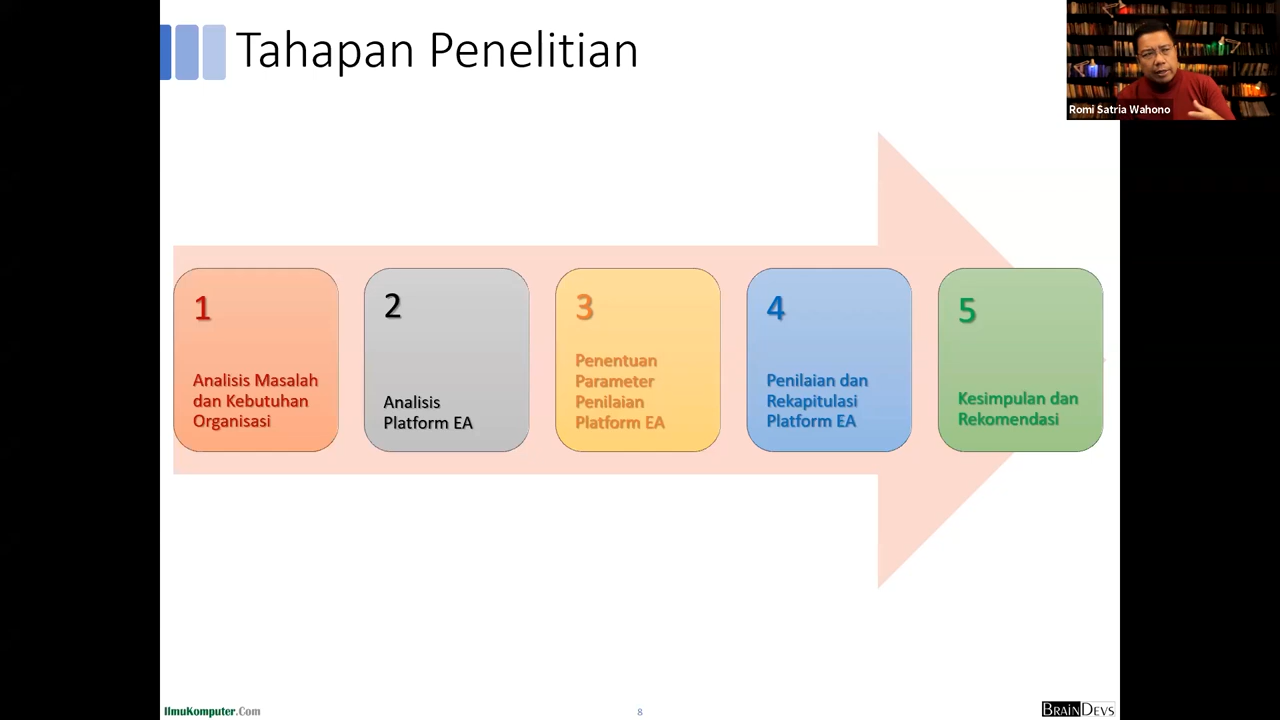 Tahapan Penelitian
Romi Satria Wahono
1
Analisis Masalah
dan Kebutuhan
Organisasi
2
Analisis
Platform EA
3
Penentuan
Parameter
Penilaian
Platform EA
4
Penilaian dan
Rekapitulasi
Platform EA
5
Kesimpulan dan
Rekomendasi
IlmuKomputer.Com
8
BRAINDEVS